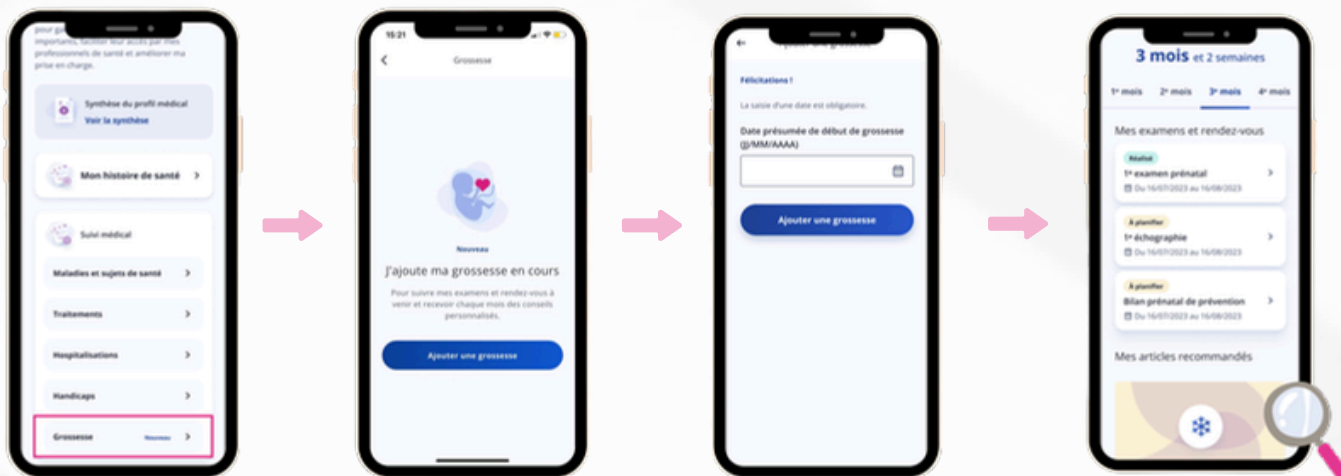 importants, faciliter leur accès par mes
professionnels de santé et améliorer ma
prise en charge.
Synthèse du profil médical
Voir la synthèse
Mon histoire de santé
Suivi médical
Maladies et sujets de santé
Traitements
Hospitalisations
Handicaps
Grossesse Nouveau
15:21
Grossesse
Nouveau
J'ajoute ma grossesse en cours
Pour suivre mes examens et rendez-vous à
venir et recevoir chaque mois des conseils
personnalisés.
Ajouter une grossesse
Ajouter une grossesse
Félicitations !
La saisie d'une date est obligatoire.
Date présumée de début de grossesse
(JJ/MM/AAAA)
Ajouter une grossesse
3 mois et 2 semaines
1er mois 2e mois 3e mois 4e mois
Mes examens et rendez-vous
Réalisé
1er examen prénatal
Du 16/07/2023 au 16/08/2023
À planifier
1re échographie
Du 16/07/2023 au 16/08/2023
À planifier
Bilan prénatal de prévention
Du 16/07/2023 au 16/08/2023
Mes articles recommandés